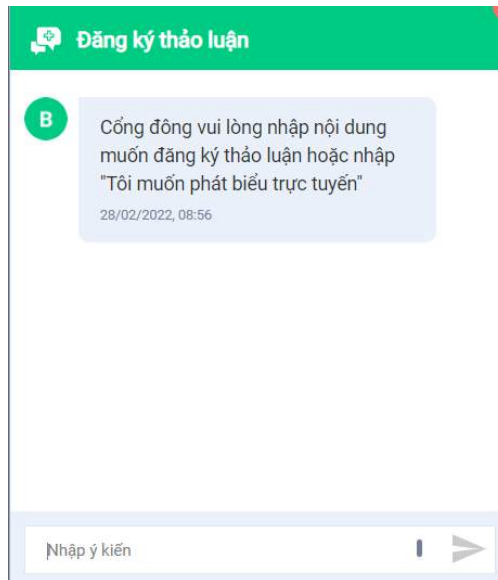 Đăng ký thảo luận
B
Cổng đông vui lòng nhập nội dung
muốn đăng ký thảo luận hoặc nhập
"Tôi muốn phát biểu trực tuyến"
28/02/2022, 08:56
Nhập ý kiến